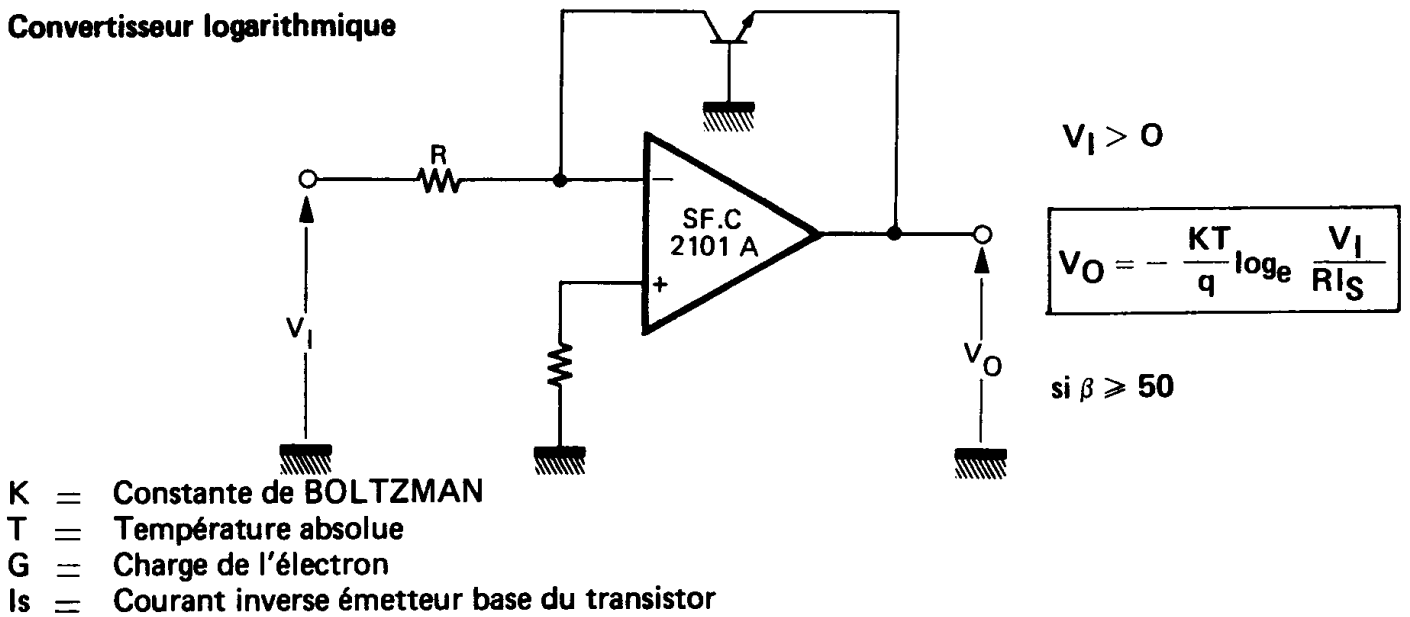 Convertisseur logarithmique
R
−
SF.C
2101 A
+
V_I
V_O
V_I > O
V_O = − KT/q log_e V_I/RI_S
si β ⩾ 50
K = Constante de BOLTZMAN
T = Température absolue
G = Charge de l'électron
Is = Courant inverse émetteur base du transistor